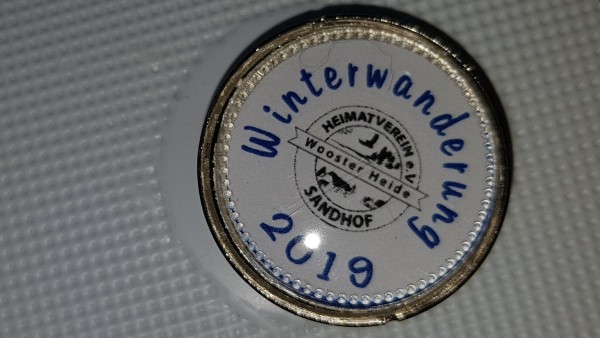 Winterwanderung
HEIMATVEREIN e.V.
Wooster Heide
SANDHOF
2019